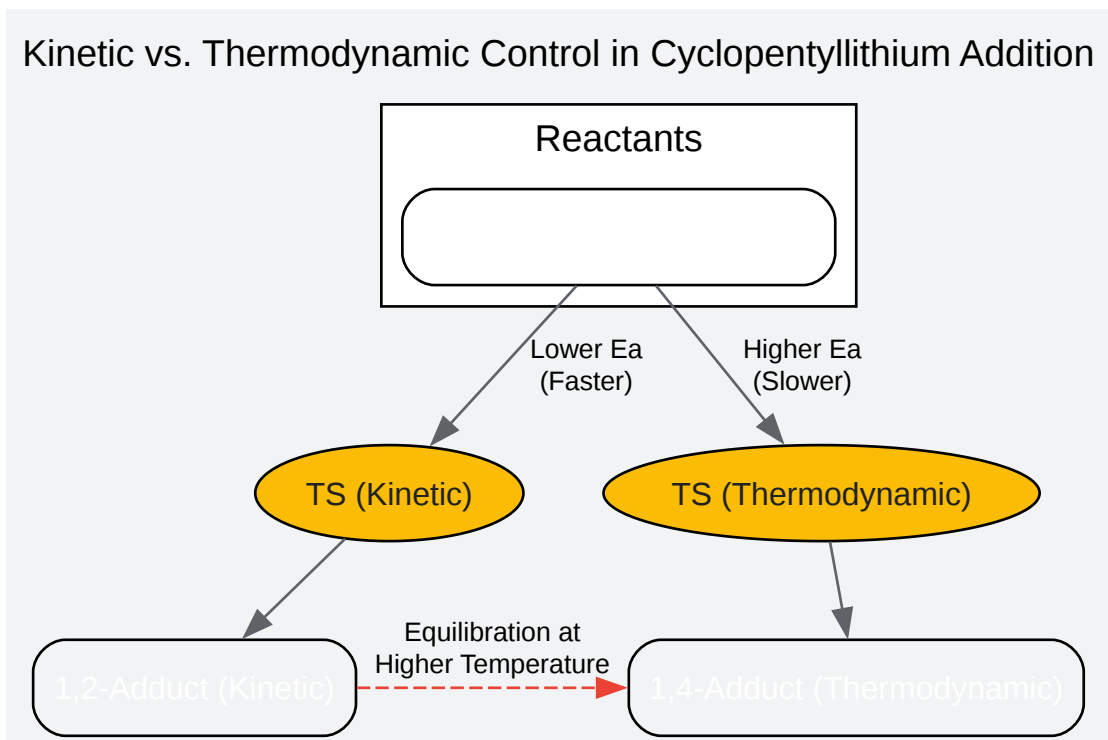 Kinetic vs. Thermodynamic Control in Cyclopentyllithium Addition
Reactants
Lower Ea
(Faster)
Higher Ea
(Slower)
TS (Kinetic)
TS (Thermodynamic)
Equilibration at
Higher Temperature
1,2-Adduct (Kinetic)
1,4-Adduct (Thermodynamic)